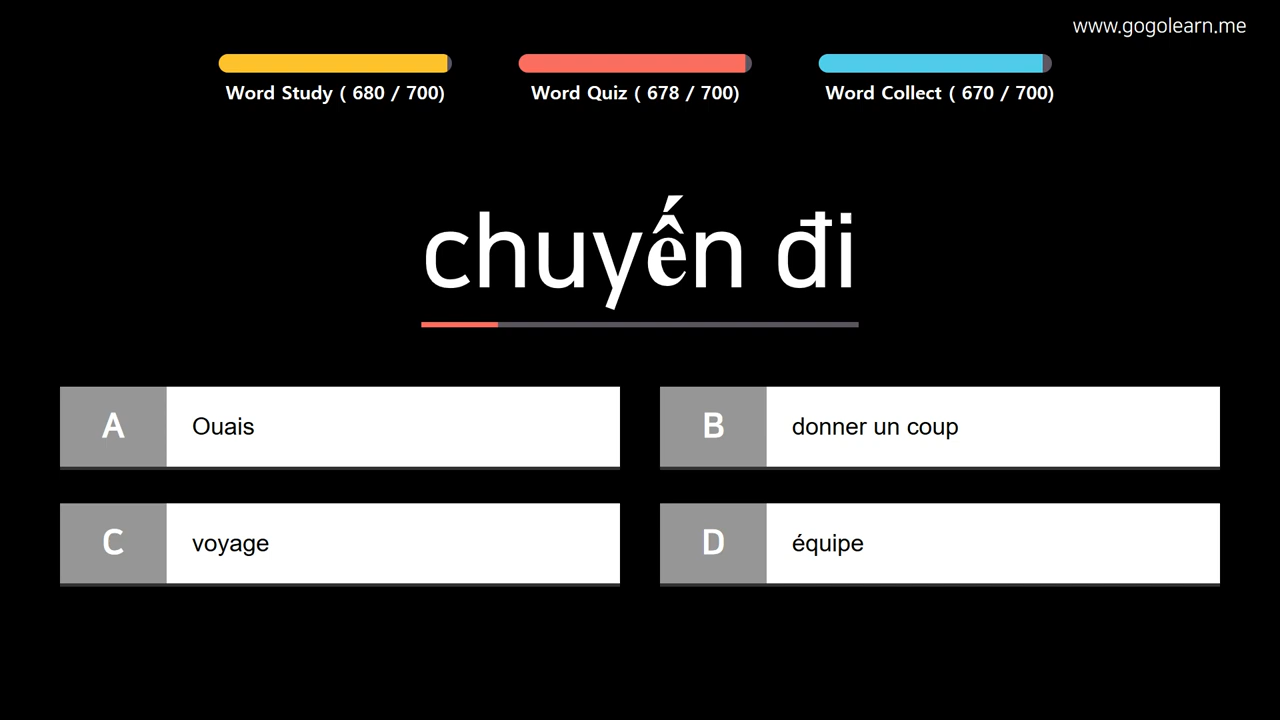 www.gogolearn.me
Word Study ( 680 / 700)
Word Quiz ( 678 / 700)
Word Collect ( 670 / 700)
chuyến đi
A Ouais
B donner un coup
C voyage
D équipe